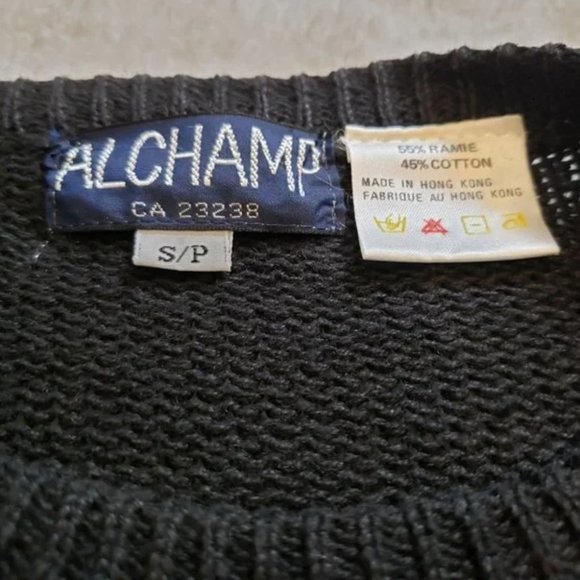 ALCHAMP
CA 23238
S/P
55% RAMIE
45% COTTON
MADE IN HONG KONG
FABRIQUE AU HONG KONG